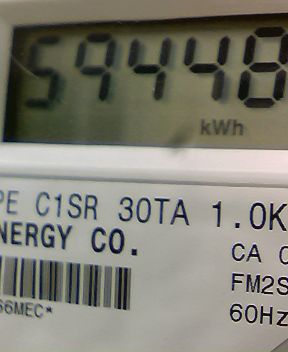 59448
kWh
PE C1SR 30TA 1.0K
NERGY CO.
CA
FM2S
60Hz
66MEC*